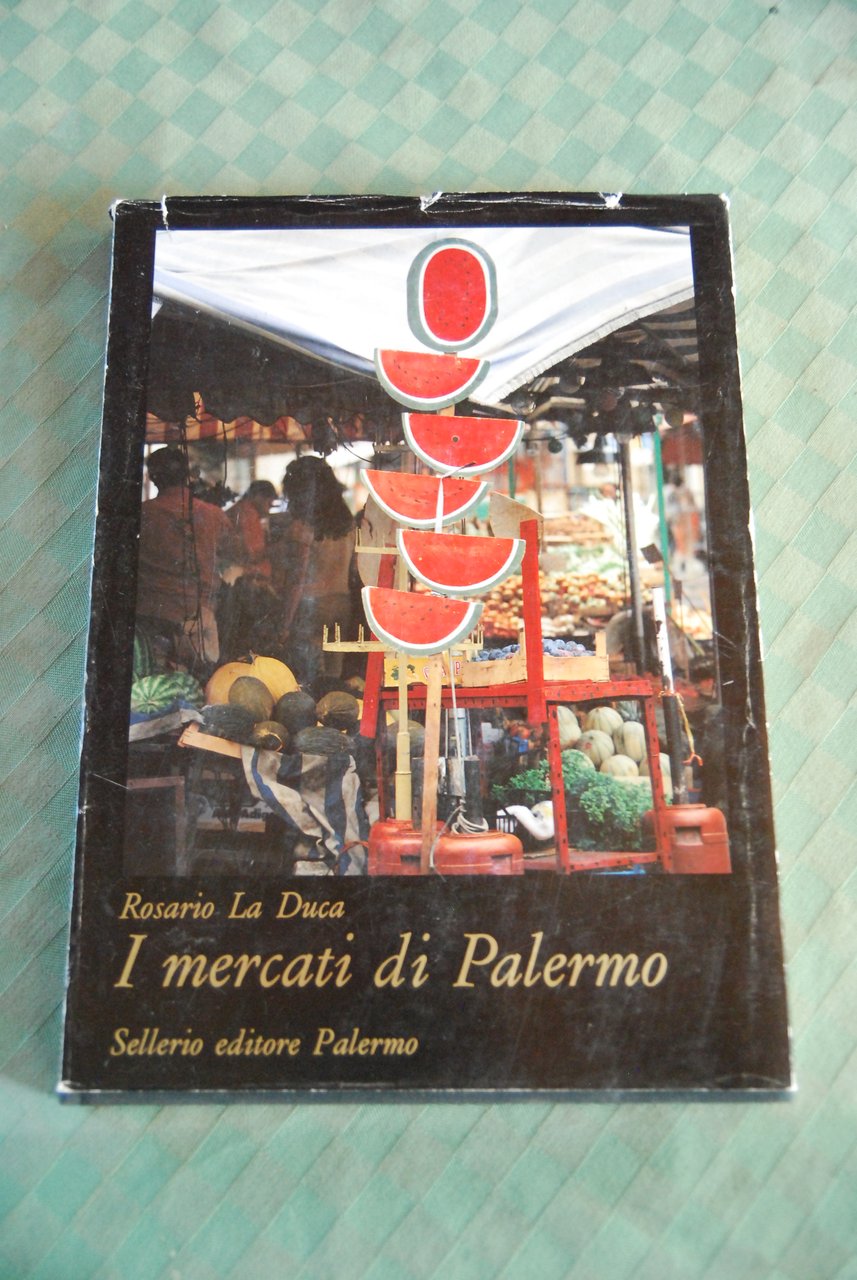 Rosario La Duca
I mercati di Palermo
Sellerio editore Palermo